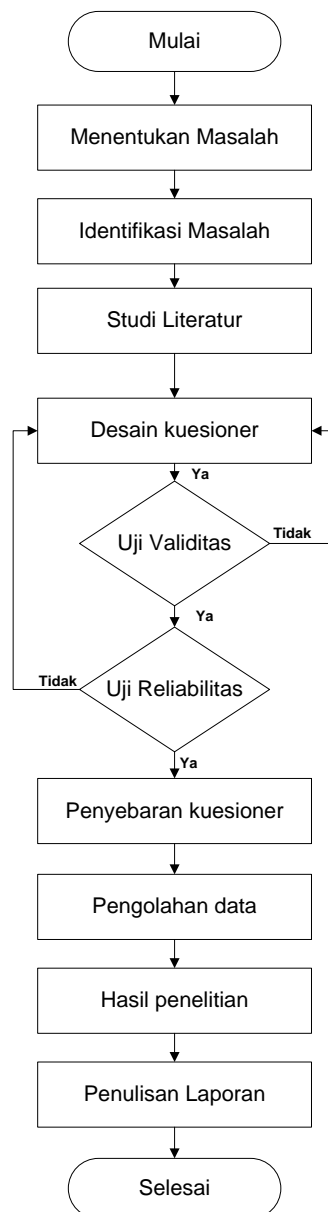 Mulai
Menentukan Masalah
Identifikasi Masalah
Studi Literatur
Desain kuesioner
Ya
Uji Validitas
Tidak
Ya
Tidak
Uji Reliabilitas
Ya
Penyebaran kuesioner
Pengolahan data
Hasil penelitian
Penulisan Laporan
Selesai